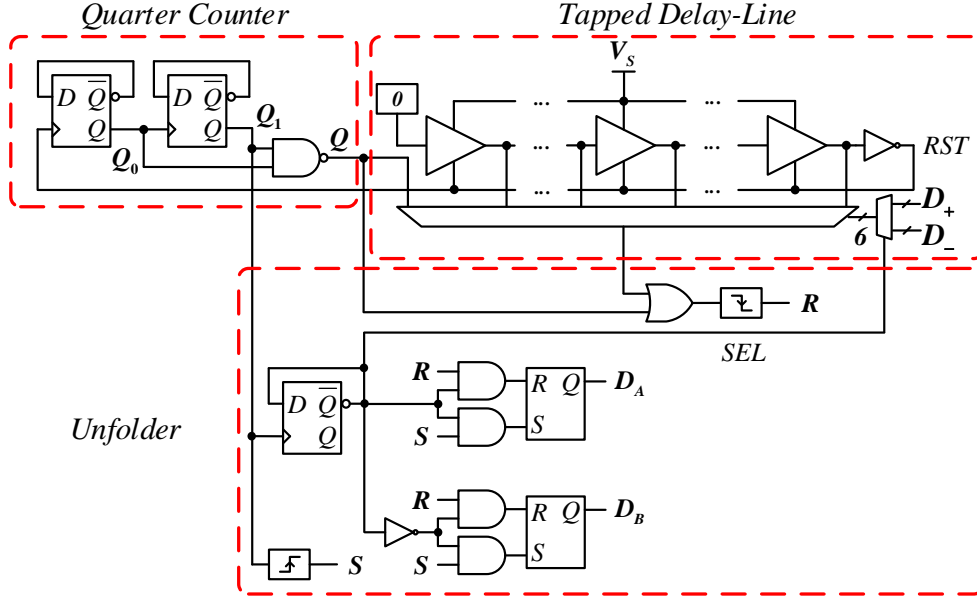 Quarter Counter
Tapped Delay-Line
V_S
0
... ...
D Q̅
Q
D Q̅
Q
Q_1
Q_0
Q
RST
... ...
6
D_+
D_-
R
SEL
Unfolder
D Q̅
Q
R
S
R Q
S
D_A
R
S
R Q
S
D_B
S